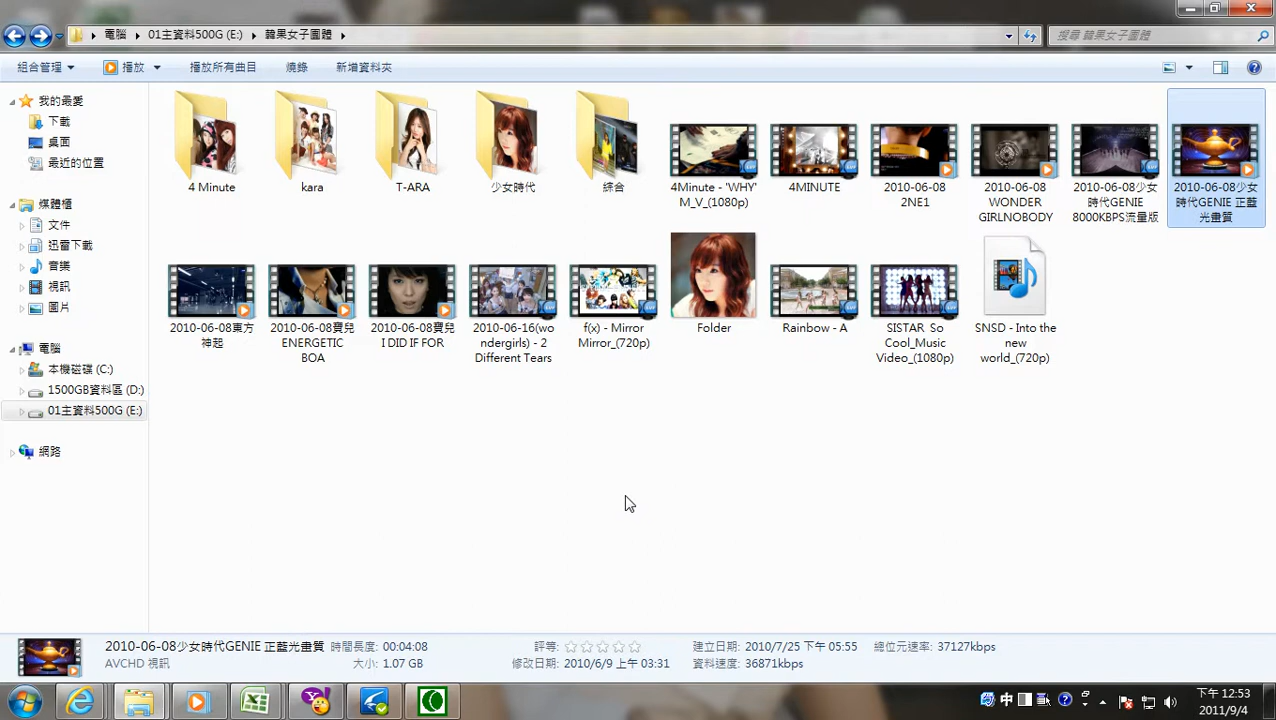 電腦 01主資料500G (E:) 韓果女子團體
搜尋 韓果女子團體
組合管理 播放 播放所有曲目 燒錄 新增資料夾
我的最愛
下載
桌面
最近的位置
媒體櫃
文件
迅雷下載
音樂
視訊
圖片
電腦
本機磁碟 (C:)
1500GB資料區 (D:)
01主資料500G (E:)
網路
4 Minute
kara
T-ARA
少女時代
綜合
4Minute - 'WHY'
M_V_(1080p)
4MINUTE
2010-06-08
2NE1
2010-06-08
WONDER
GIRLNOBODY
2010-06-08少女
時代GENIE
8000KBPS流量版
2010-06-08少女
時代GENIE 正藍
光畫質
2010-06-08東方
神起
2010-06-08寶兒
ENERGETIC
BOA
2010-06-08寶兒
I DID IF FOR
2010-06-16(wo
ndergirls) - 2
Different Tears
f(x) - Mirror
Mirror_(720p)
Folder
Rainbow - A
SISTAR So
Cool_Music
Video_(1080p)
SNSD - Into the
new
world_(720p)
2010-06-08少女時代GENIE 正藍光畫質 時間長度: 00:04:08 評等: 建立日期: 2010/7/25 下午 05:55 總位元速率: 37127kbps
AVCHD 視訊 大小: 1.07 GB 修改日期: 2010/6/9 上午 03:31 資料速度: 35871kbps
中
下午 12:53
2011/9/4